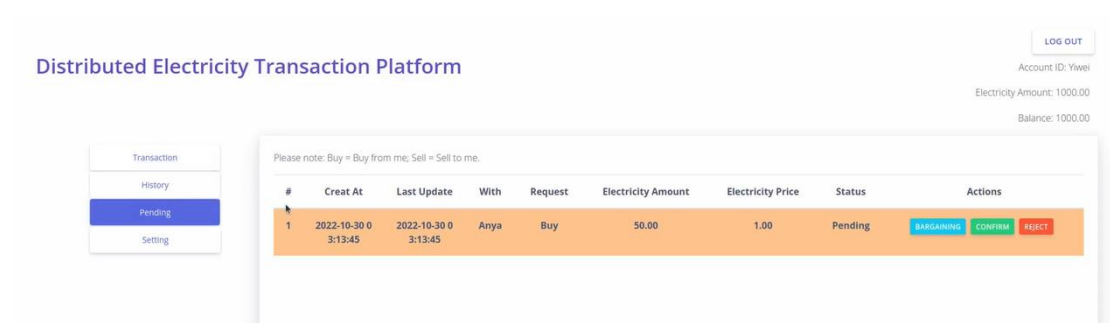 LOG OUT
Distributed Electricity Transaction Platform
Account ID: Yiwei
Electricity Amount: 1000.00
Balance: 1000.00
Transaction
History
Pending
Setting
Please note: Buy = Buy from me; Sell = Sell to me.
# Creat At Last Update With Request Electricity Amount Electricity Price Status Actions
1 2022-10-30 0 2022-10-30 0 Anya Buy 50.00 1.00 Pending BARGAINING CONFIRM REJECT
3:13:45 3:13:45